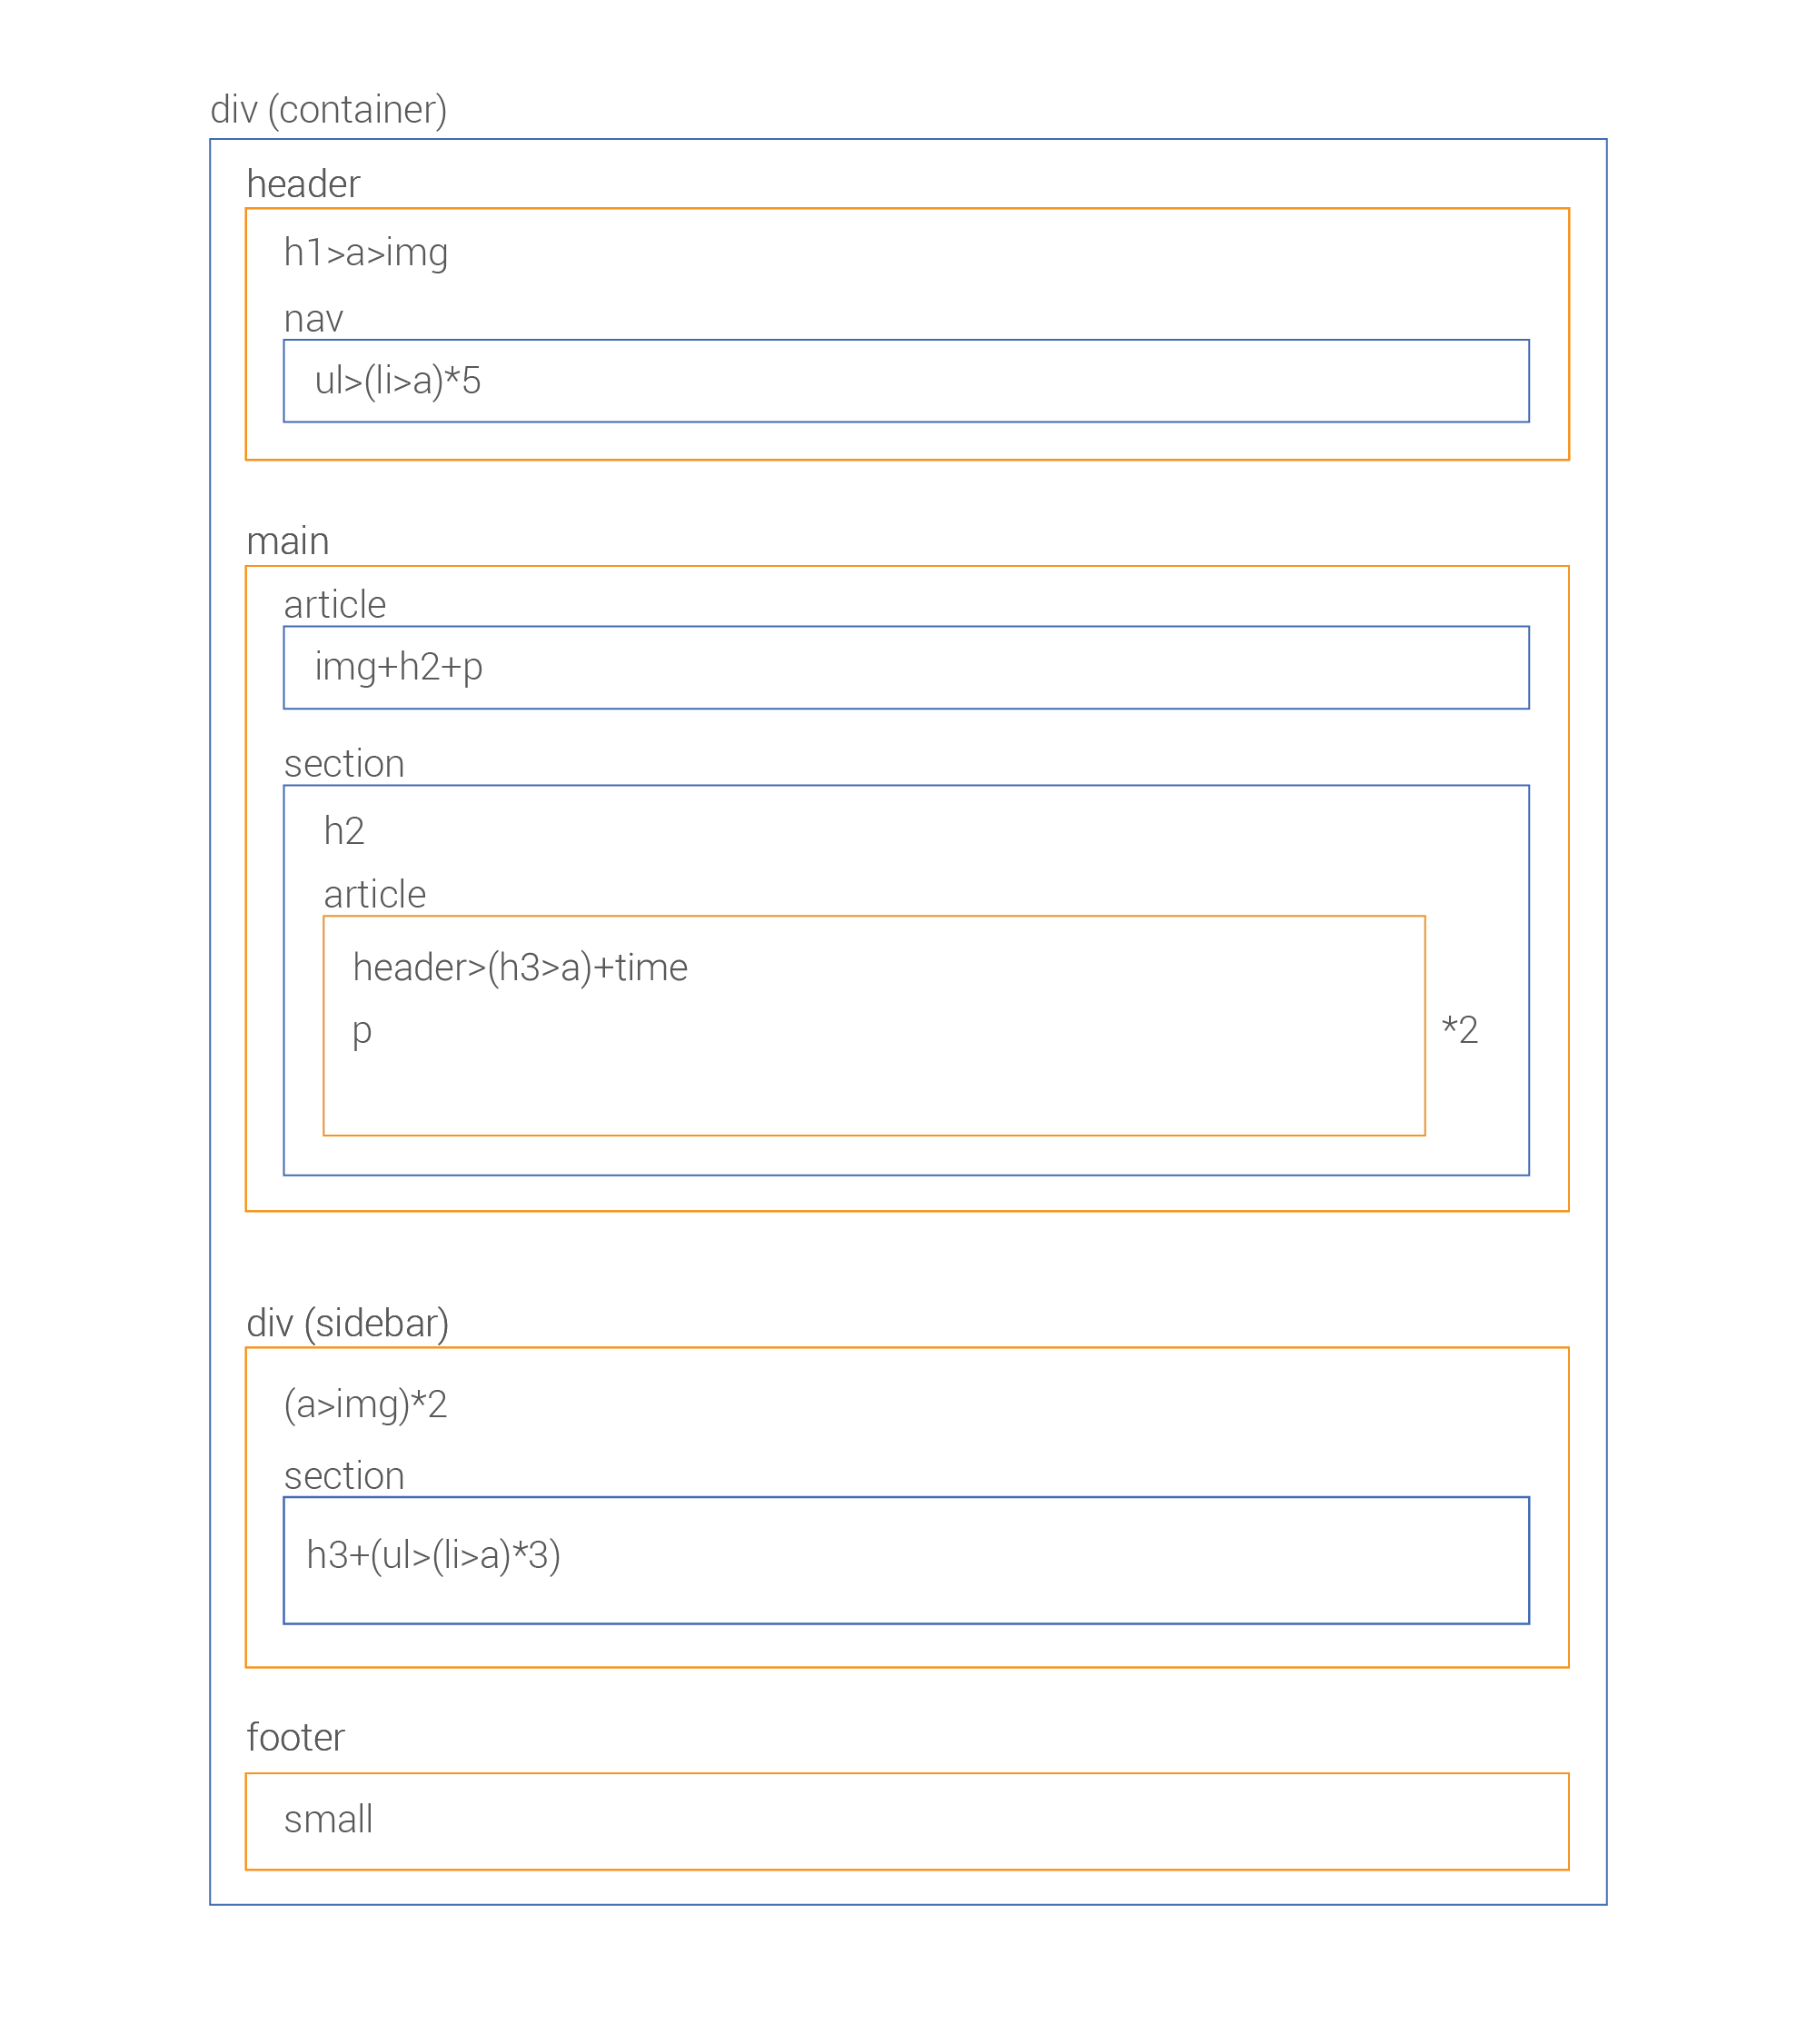 div (container)
header
h1>a>img
nav
ul>(li>a)*5
main
article
img+h2+p
section
h2
article
header>(h3>a)+time
p
*2
div (sidebar)
(a>img)*2
section
h3+(ul>(li>a)*3)
footer
small